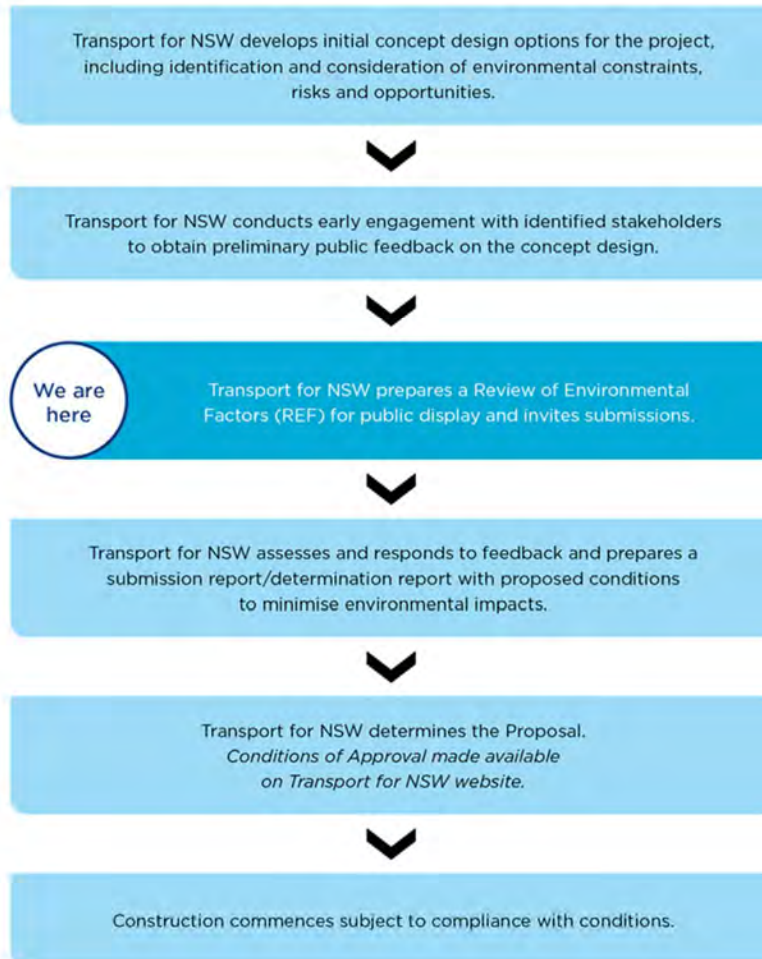 Transport for NSW develops initial concept design options for the project,
including identification and consideration of environmental constraints,
risks and opportunities.
Transport for NSW conducts early engagement with identified stakeholders
to obtain preliminary public feedback on the concept design.
We are
here
Transport for NSW prepares a Review of Environmental
Factors (REF) for public display and invites submissions.
Transport for NSW assesses and responds to feedback and prepares a
submission report/determination report with proposed conditions
to minimise environmental impacts.
Transport for NSW determines the Proposal.
Conditions of Approval made available
on Transport for NSW website.
Construction commences subject to compliance with conditions.